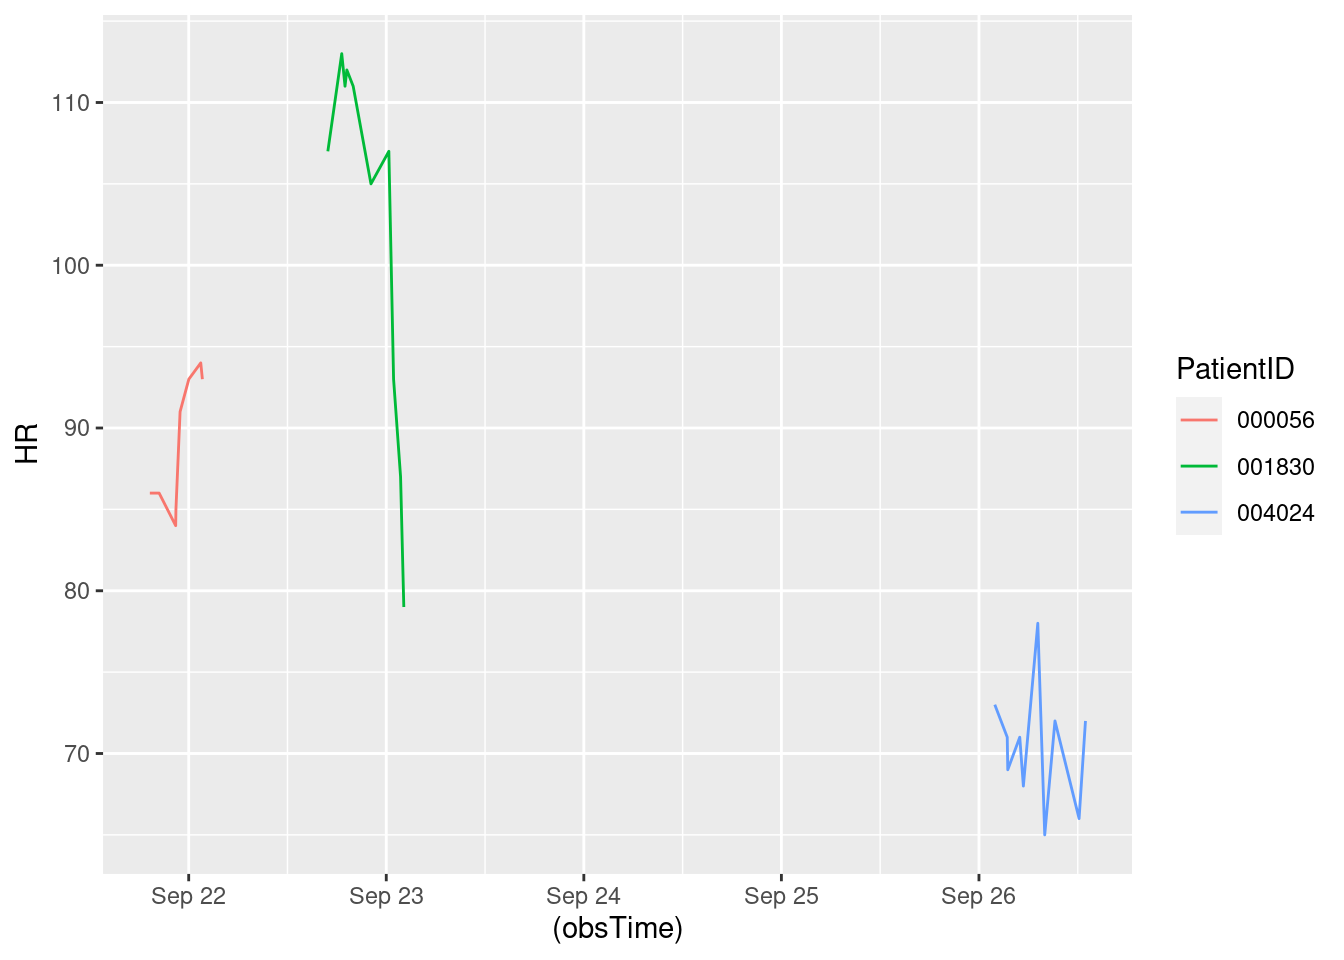 110
100
90
80
70
HR
Sep 22
Sep 23
Sep 24
Sep 25
Sep 26
(obsTime)
PatientID
000056
001830
004024